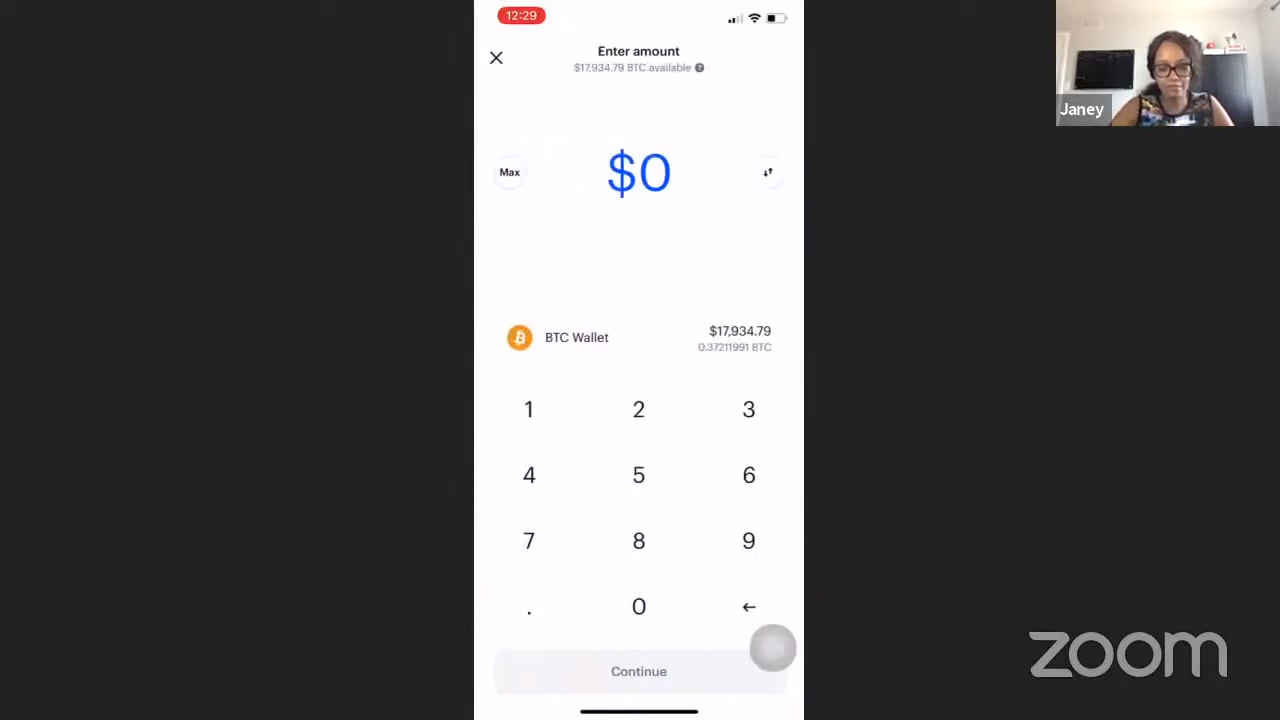 12:29
Enter amount
$17,934.79 BTC available ?
Max
$0
BTC Wallet
$17,934.79
0.37211991 BTC
1 2 3
4 5 6
7 8 9
. 0
Continue
Janey
zoom